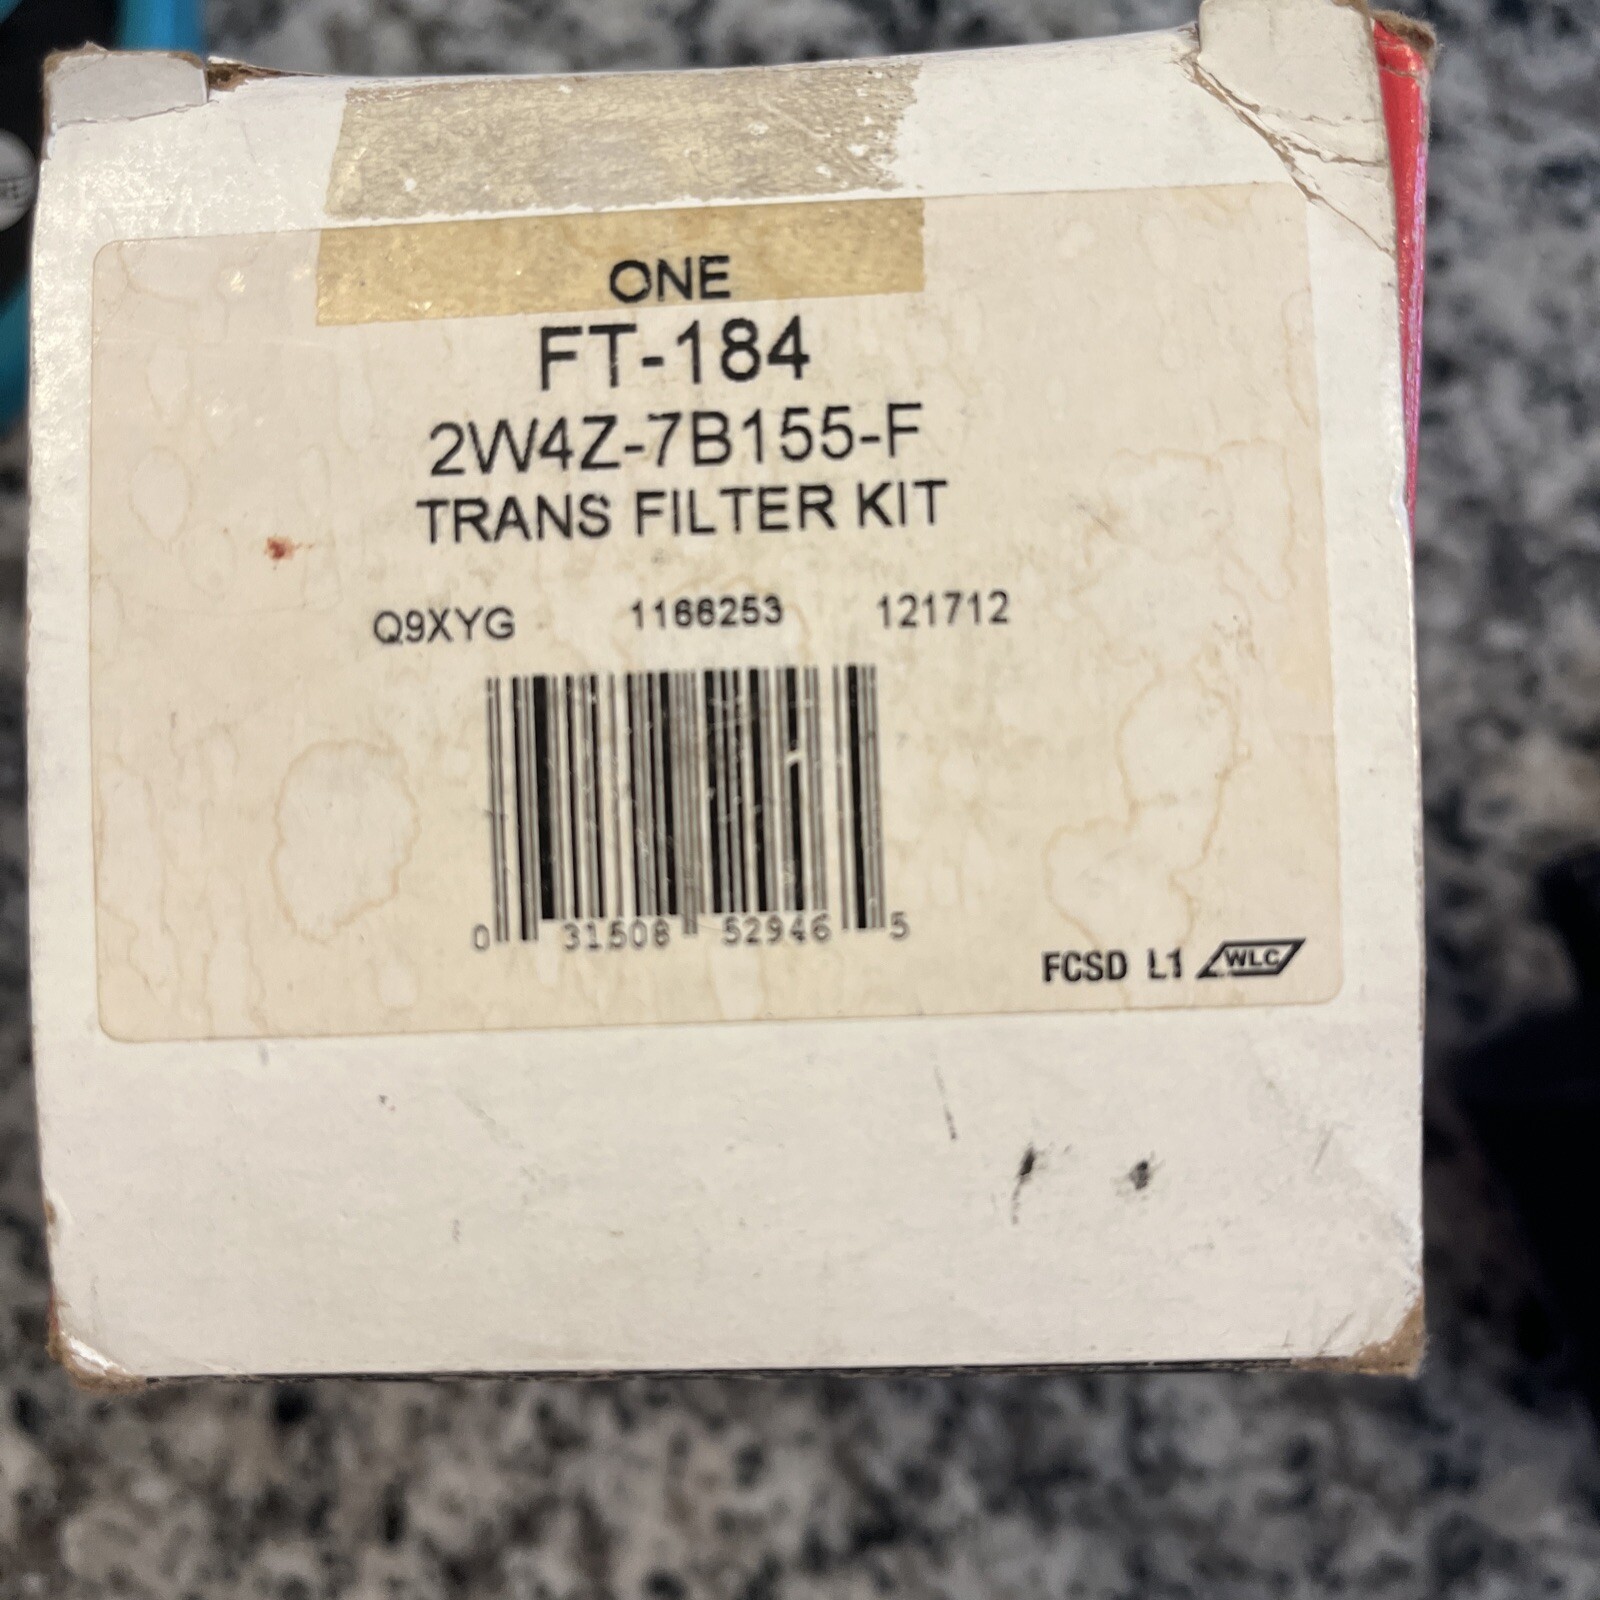 ONE
FT-184
2W4Z-7B155-F
TRANS FILTER KIT
Q9XYG 1166253 121712
0 31508 52946 5
FCSD L1 WLC